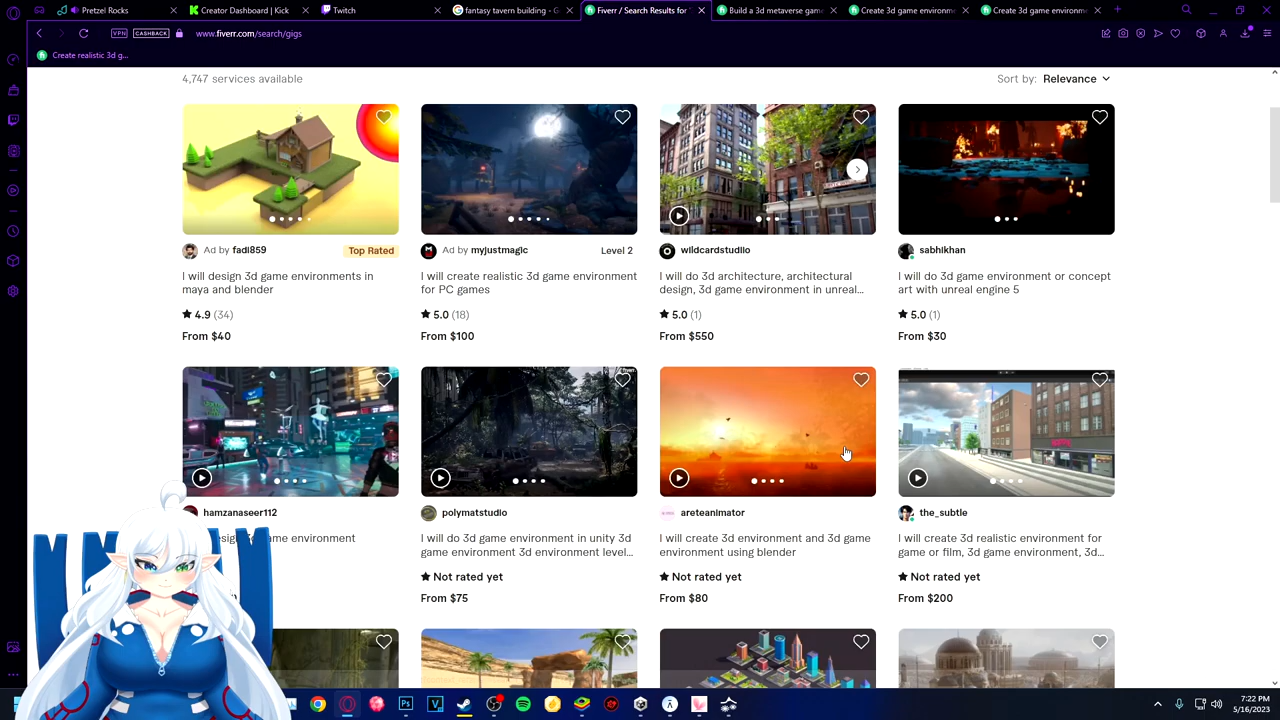 Pretzel Rocks
Creator Dashboard | Kick
Twitch
fantasy tavern building - G
Fiverr / Search Results for
Build a 3d metaverse game
Create 3d game environm
Create 3d game environme
VPN CASHBACK www.fiverr.com/search/gigs
Create realistic 3d g...
4,747 services available
Sort by: Relevance
Ad by fadi859 Top Rated
I will design 3d game environments in
maya and blender
4.9 (34)
From $40
Ad by myjustmagic Level 2
I will create realistic 3d game environment
for PC games
5.0 (18)
From $100
wildcardstudiio
I will do 3d architecture, architectural
design, 3d game environment in unreal...
5.0 (1)
From $550
sabhikhan
I will do 3d game environment or concept
art with unreal engine 5
5.0 (1)
From $30
hamzanaseer112
game environment
polymatstudio
I will do 3d game environment in unity 3d
game environment 3d environment level...
Not rated yet
From $75
areteanimator
I will create 3d environment and 3d game
environment using blender
Not rated yet
From $80
the_subtle
I will create 3d realistic environment for
game or film, 3d game environment, 3d...
Not rated yet
From $200
7:22 PM
5/16/2023